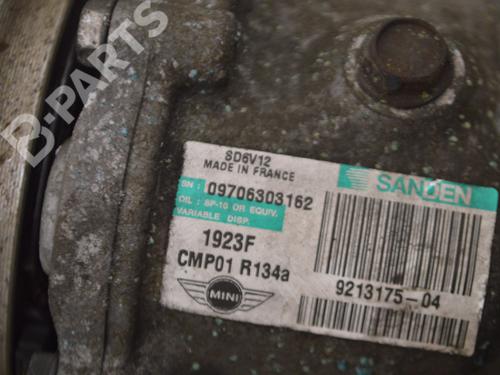 B-PARTS
SD6V12
MADE IN FRANCE
SANDEN
SN: 09706303162
OIL: SP-10 OR EQUIV.
VARIABLE DISP.
1923F
CMP01 R134a
MINI
9213175-04